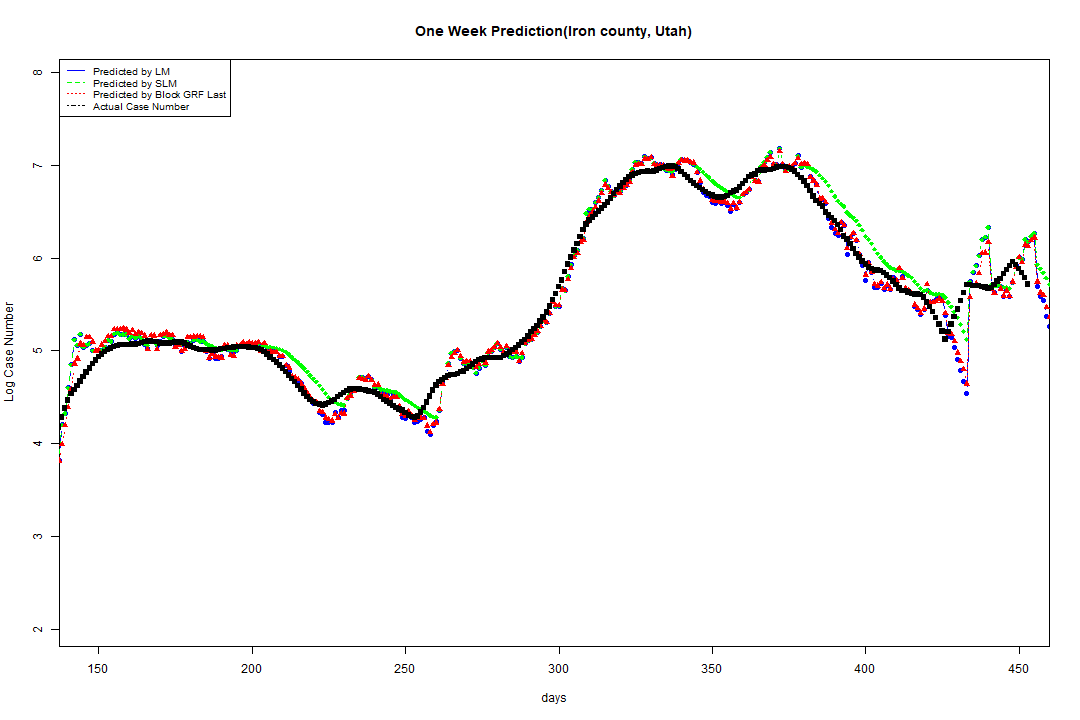 One Week Prediction(Iron county, Utah)
Predicted by LM
Predicted by SLM
Predicted by Block GRF Last
Actual Case Number
8
7
6
5
4
3
2
Log Case Number
150 200 250 300 350 400 450
days